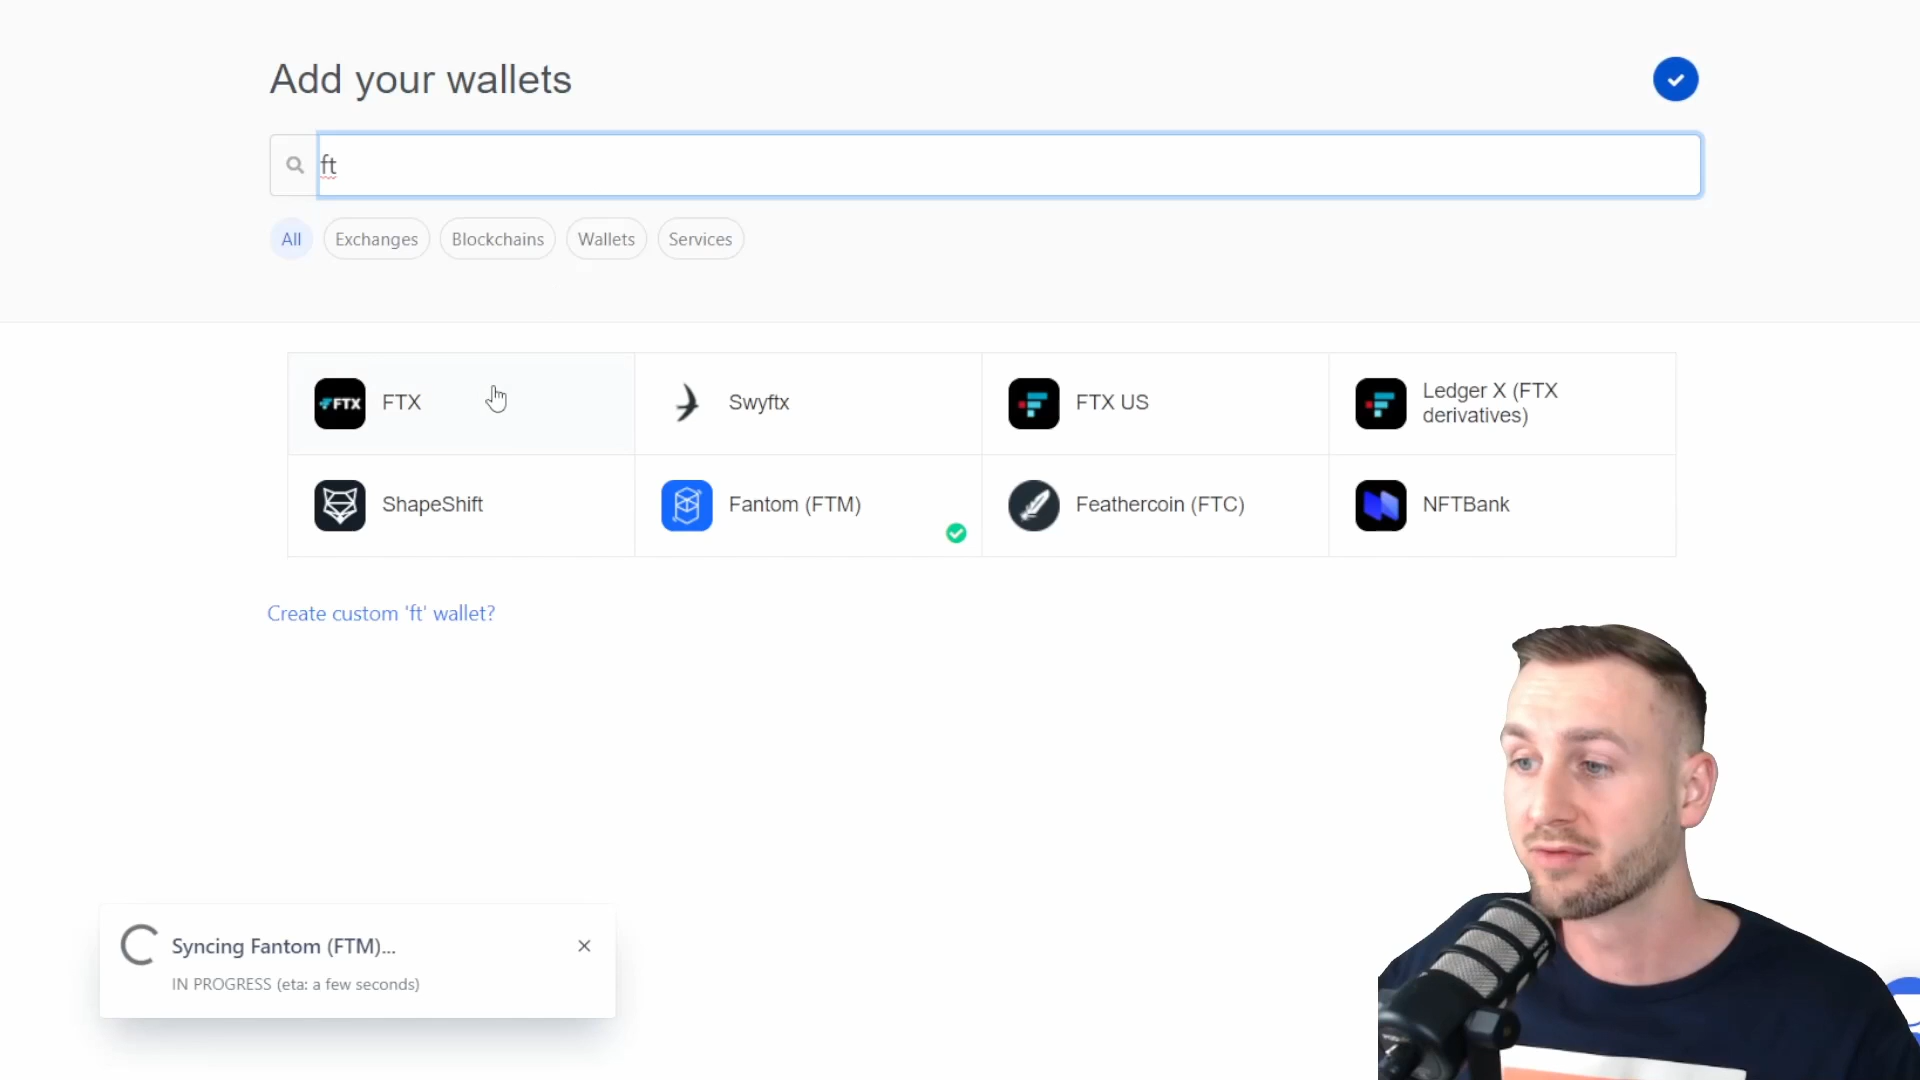 Add your wallets
ft
All
Exchanges
Blockchains
Wallets
Services
FTX
FTX
Swyftx
FTX US
Ledger X (FTX
derivatives)
ShapeShift
Fantom (FTM)
Feathercoin (FTC)
NFTBank
Create custom 'ft' wallet?
Syncing Fantom (FTM)...
IN PROGRESS (eta: a few seconds)